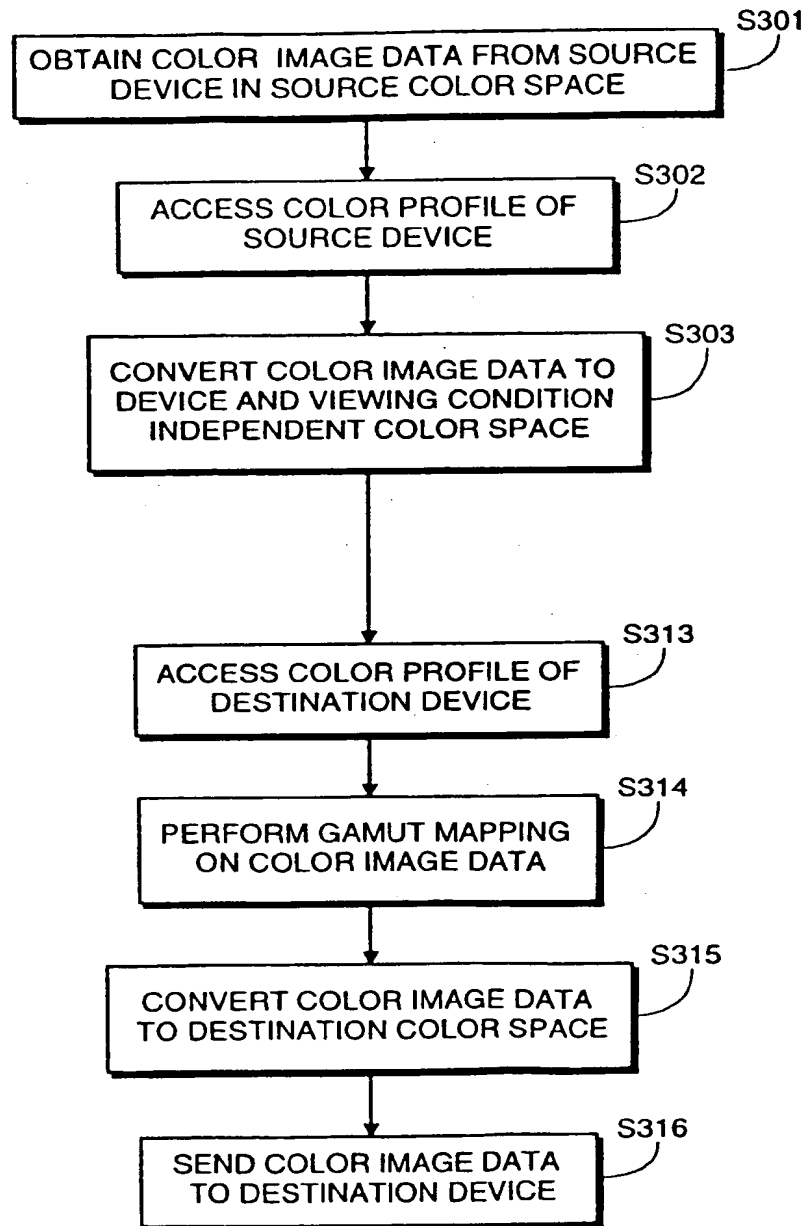 S301
OBTAIN COLOR IMAGE DATA FROM SOURCE
DEVICE IN SOURCE COLOR SPACE
S302
ACCESS COLOR PROFILE OF
SOURCE DEVICE
S303
CONVERT COLOR IMAGE DATA TO
DEVICE AND VIEWING CONDITION
INDEPENDENT COLOR SPACE
S313
ACCESS COLOR PROFILE OF
DESTINATION DEVICE
S314
PERFORM GAMUT MAPPING
ON COLOR IMAGE DATA
S315
CONVERT COLOR IMAGE DATA
TO DESTINATION COLOR SPACE
S316
SEND COLOR IMAGE DATA
TO DESTINATION DEVICE